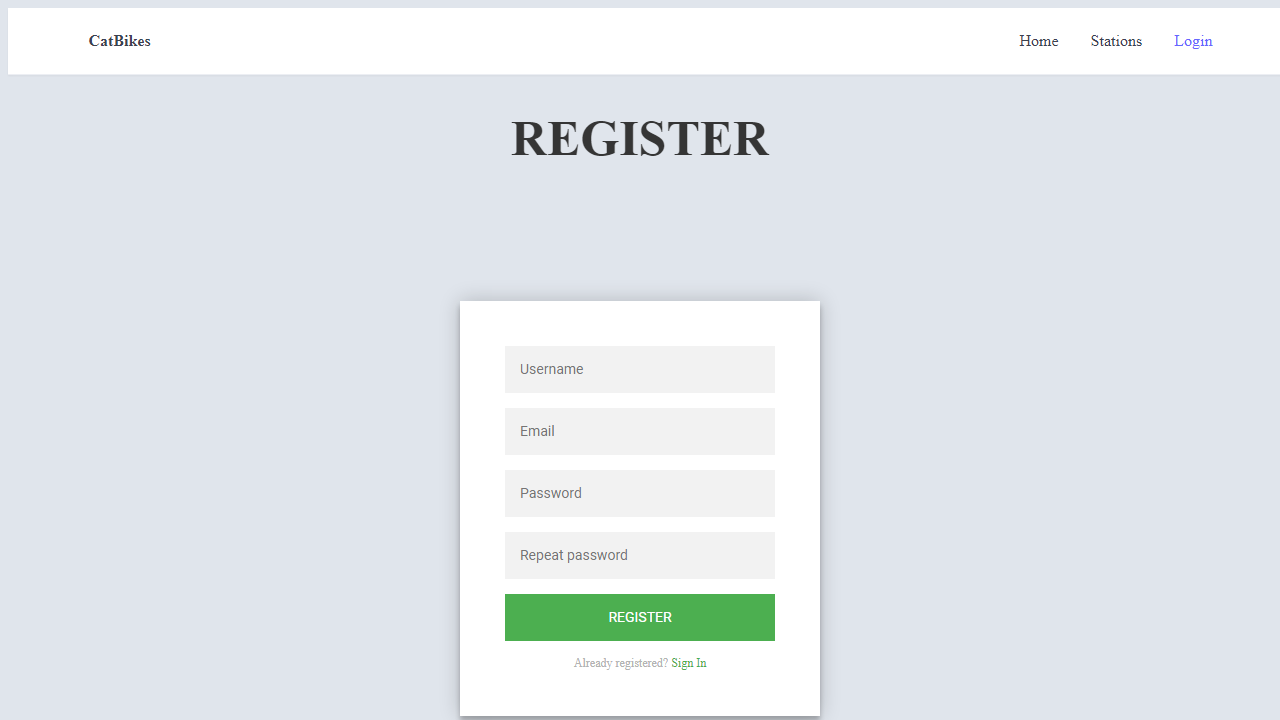 CatBikes Home Stations Login
REGISTER
Username
Email
Password
Repeat password
REGISTER
Already registered? Sign In